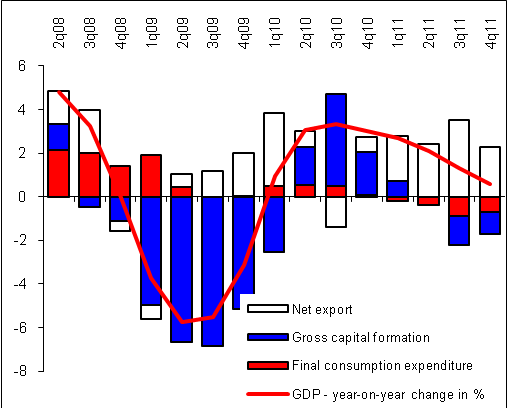 2q08 3q08 4q08 1q09 2q09 3q09 4q09 1q10 2q10 3q10 4q10 1q11 2q11 3q11 4q11
6
4
2
0
-2
-4
-6
-8
Net export
Gross capital formation
Final consumption expenditure
GDP - year-on-year change in %